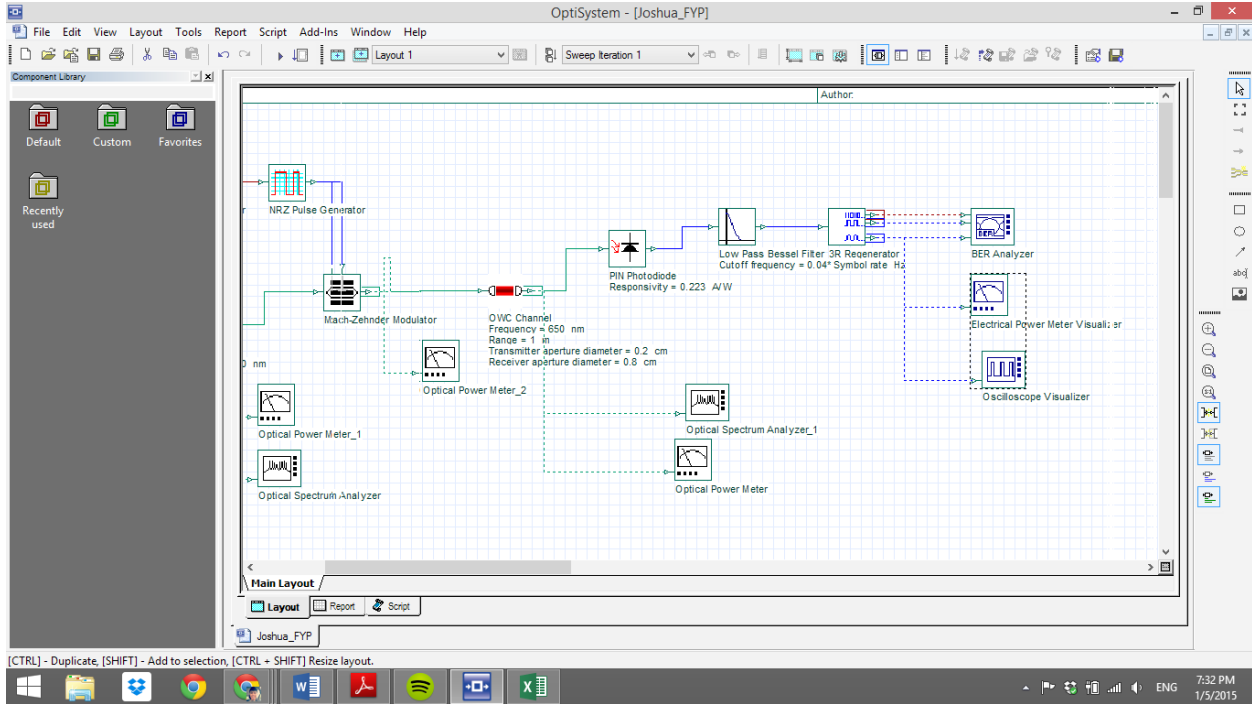 OptiSystem - [Joshua_FYP]
File Edit View Layout Tools Report Script Add-Ins Window Help
Layout 1
Sweep Iteration 1
Component Library
Default Custom Favorites
Recently
used
Author:
NRZ Pulse Generator
r
Mach-Zehnder Modulator
0 nm
Optical Power Meter_1
Optical Spectrum Analyzer
Optical Power Meter_2
OWC Channel
Frequency = 650 nm
Range = 1 m
Transmitter aperture diameter = 0.2 cm
Receiver aperture diameter = 0.8 cm
PIN Photodiode
Responsivity = 0.223 A/W
Low Pass Bessel Filter
Cutoff frequency = 0.04* Symbol rate Hz
3R Regenerator
BER
BER Analyzer
Electrical Power Meter Visualizer
Oscilloscope Visualizer
Optical Spectrum Analyzer_1
Optical Power Meter
abc
Main Layout
Layout Report Script
Joshua_FYP
[CTRL] - Duplicate, [SHIFT] - Add to selection, [CTRL + SHIFT] Resize layout.
ENG
7:32 PM
1/5/2015